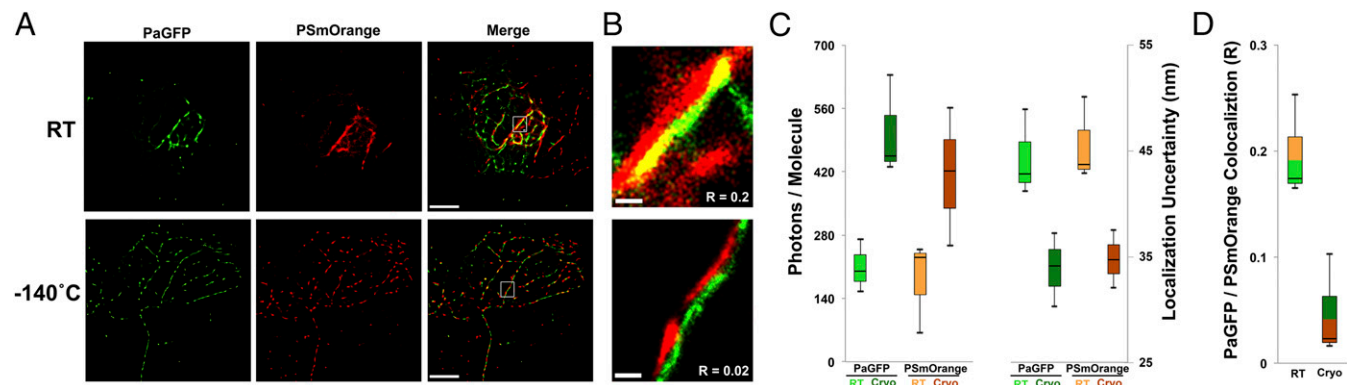 A
PaGFP
PSmOrange
Merge
RT
-140˚C
B
R = 0.2
R = 0.02
C
Photons / Molecule
700
560
420
280
140
0
PaGFP
PSmOrange
RT Cryo
RT Cryo
PaGFP
PSmOrange
RT Cryo
RT Cryo
55
45
35
25
Localization Uncertainty (nm)
D
PaGFP / PSmOrange Colocaliztion (R)
0.3
0.2
0.1
0
RT
Cryo